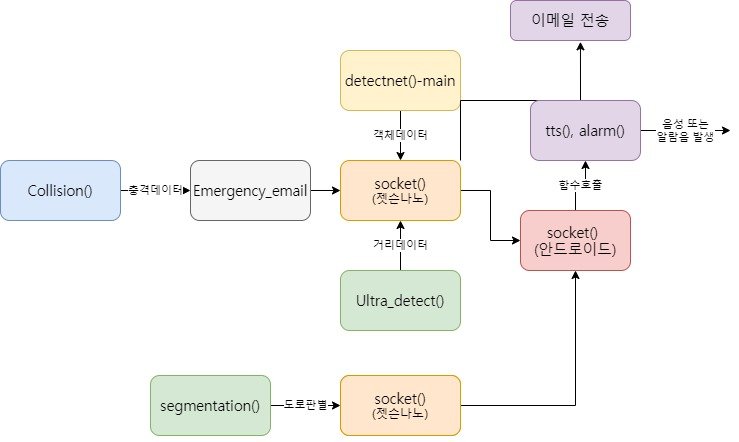 이메일 전송
detectnet()-main
객체데이터
tts(), alarm()
음성 또는
알람음 발생
Collision()
충격데이터
Emergency_email
socket()
(젯슨나노)
함수호출
거리데이터
socket()
(안드로이드)
Ultra_detect()
segmentation()
도로판별
socket()
(젯슨나노)